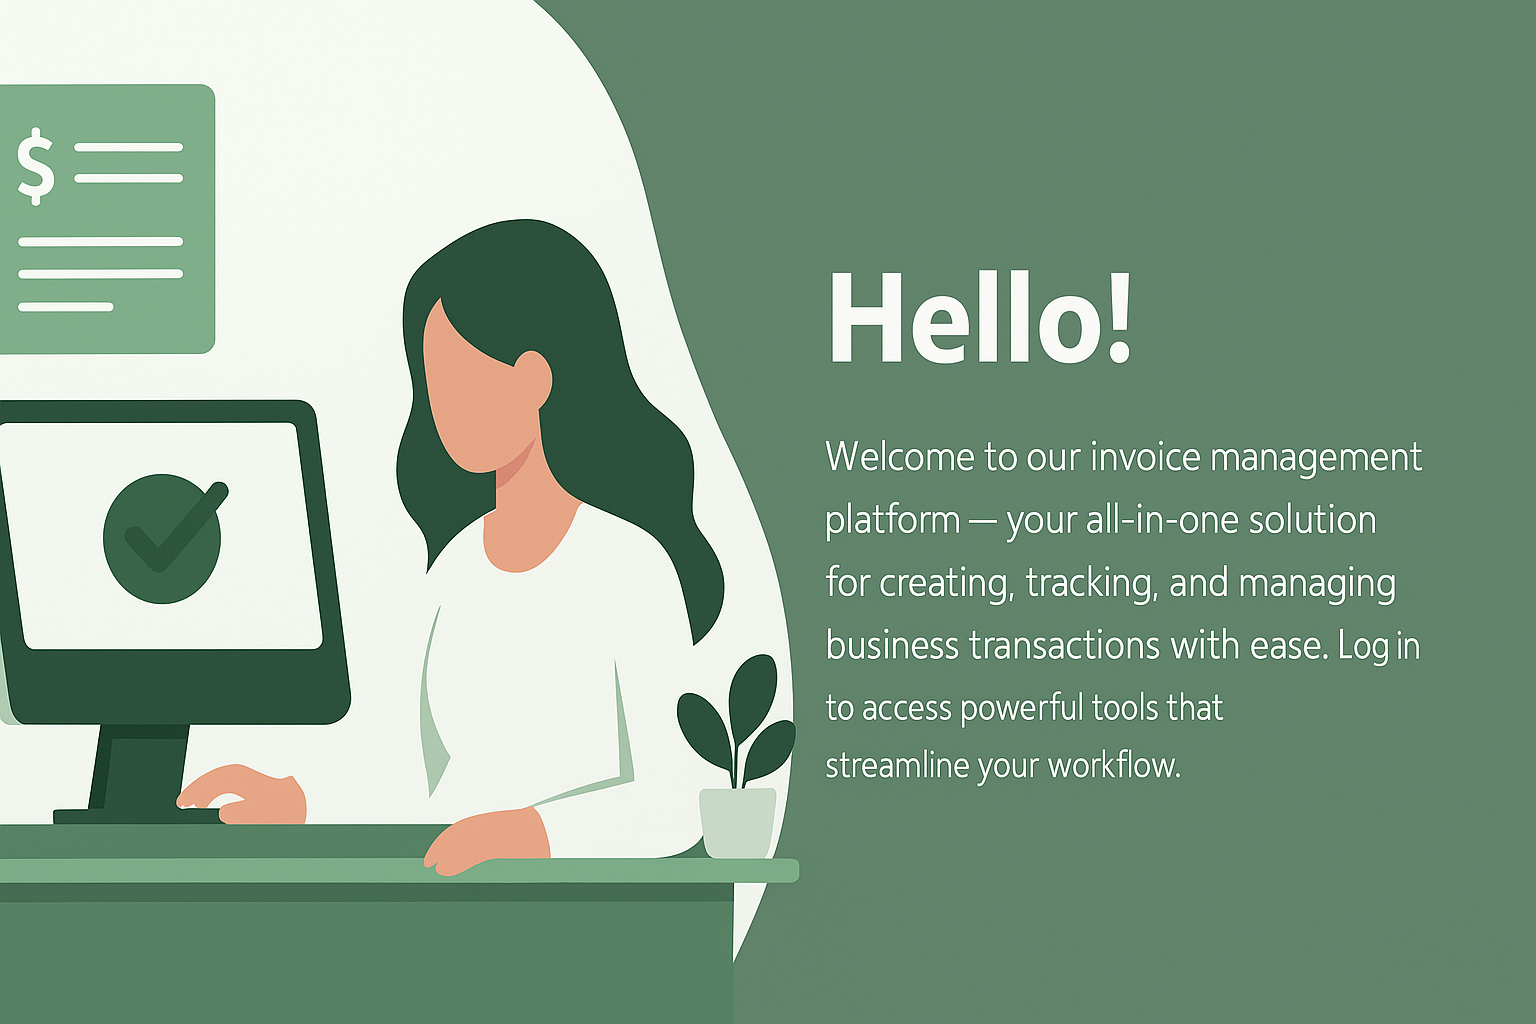 $
Hello!
Welcome to our invoice management
platform — your all-in-one solution
for creating, tracking, and managing
business transactions with ease. Log in
to access powerful tools that
streamline your workflow.